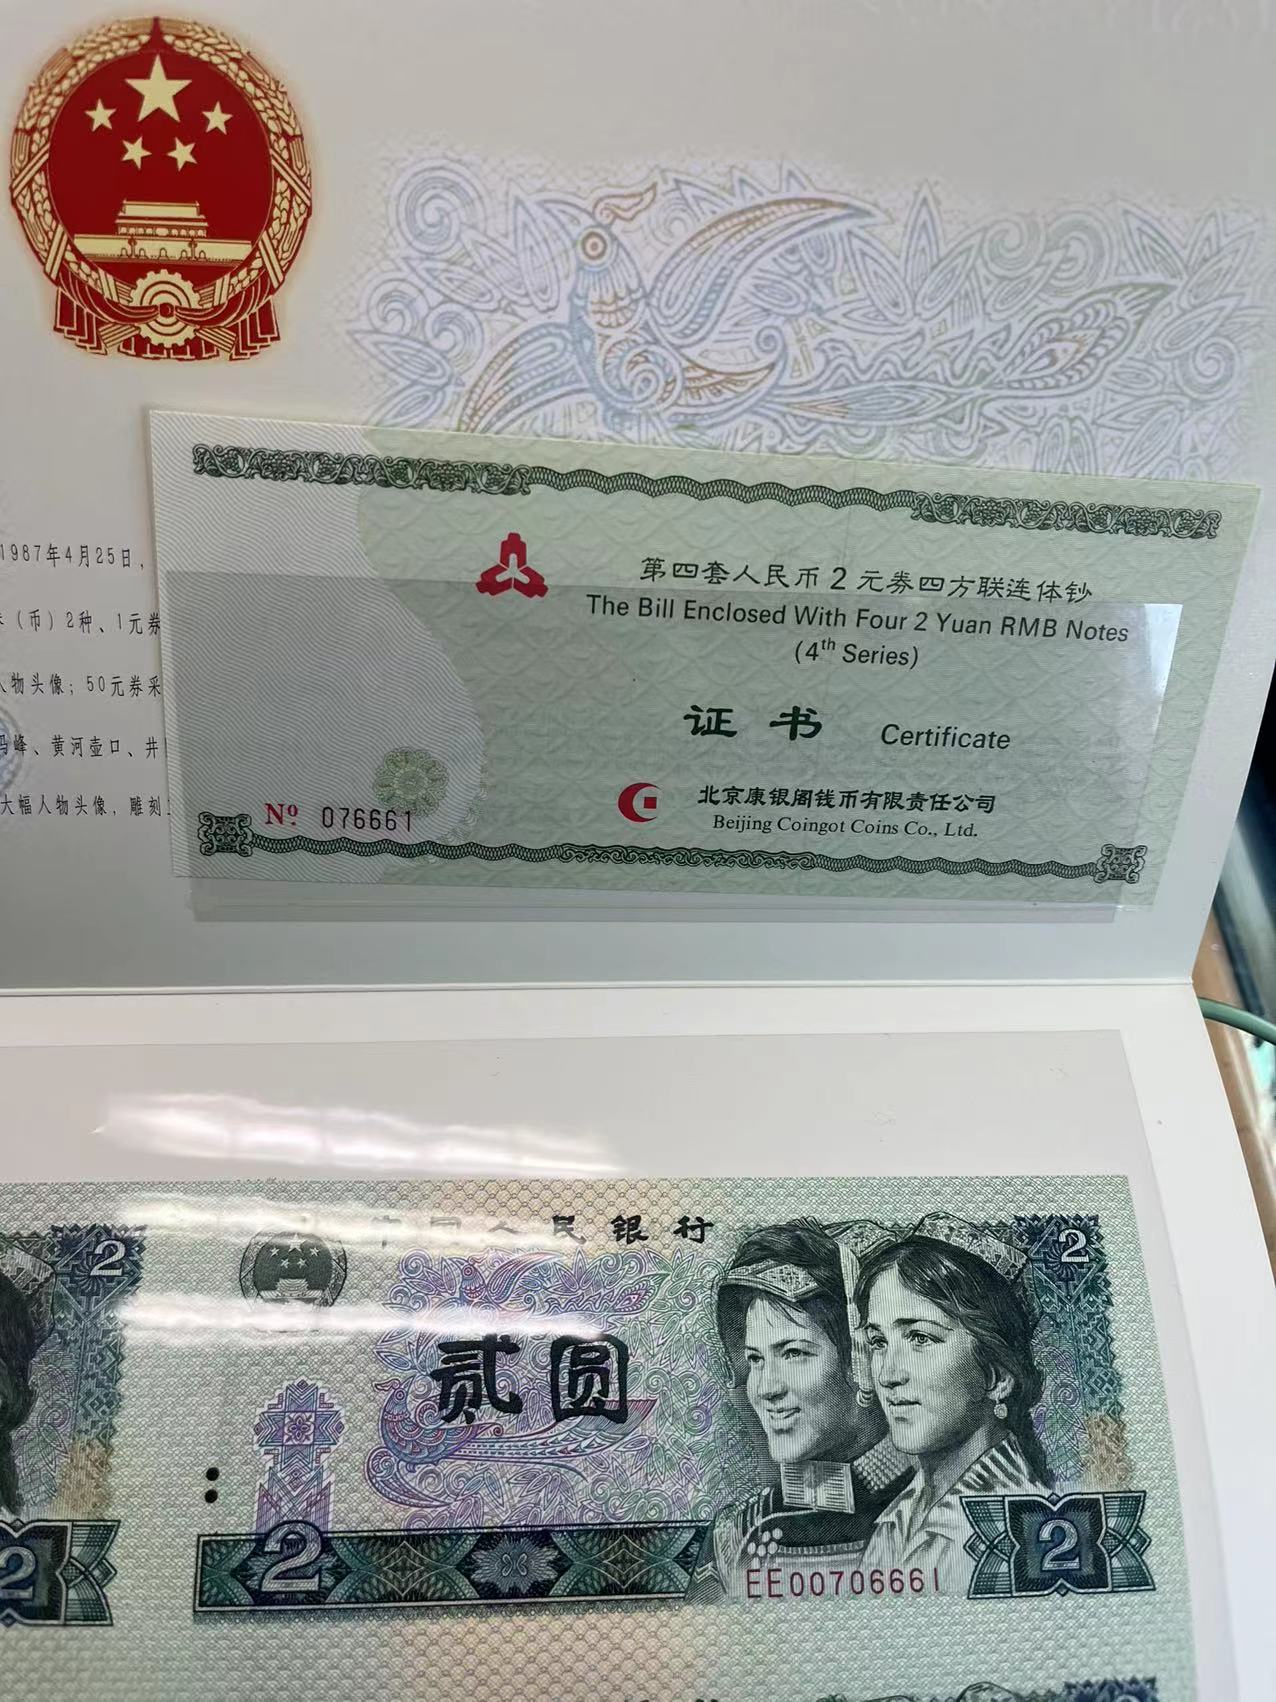 1987年4月25日，
（币）2种、1元券
人物头像；50元券采
马峰、黄河壶口、井
大幅人物头像，雕刻
第四套人民币2元券四方联连体钞
The Bill Enclosed With Four 2 Yuan RMB Notes
(4th Series)
证书 Certificate
北京康银阁钱币有限责任公司
Beijing Coingot Coins Co., Ltd.
Nº 076661
中国人民银行
2
2
贰圆
2
2
2
EE00706661